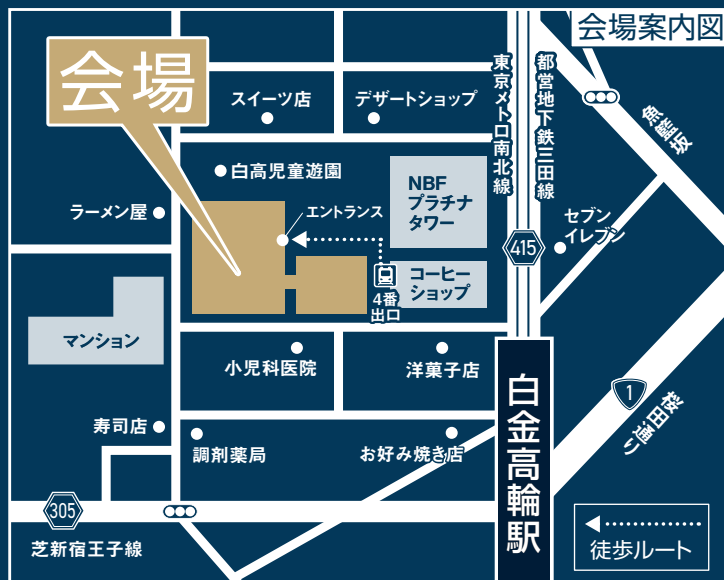 会場案内図
会場
スイーツ店
デザートショップ
東京メトロ南北線
都営地下鉄三田線
魚籃坂
白高児童遊園
NBF
プラチナ
タワー
ラーメン屋
エントランス
セブン
イレブン
415
コーヒー
ショップ
4番
出口
マンション
小児科医院
洋菓子店
白金高輪駅
1
桜田通り
寿司店
調剤薬局
お好み焼き店
305
芝新宿王子線
徒歩ルート